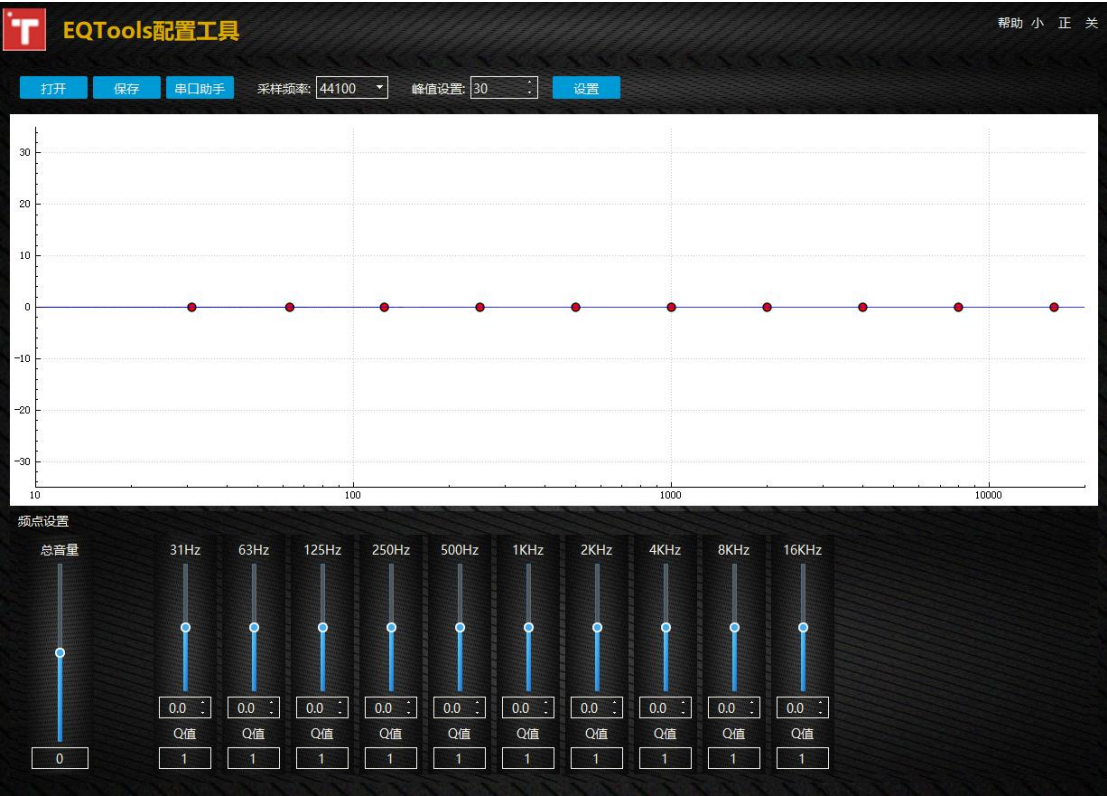 T EQTools配置工具 帮助 小 正 关
打开 保存 串口助手 采样频率: 44100 峰值设置: 30 设置
30
20
10
0
-10
-20
-30
10 100 1000 10000
频点设置
总音量 31Hz 63Hz 125Hz 250Hz 500Hz 1KHz 2KHz 4KHz 8KHz 16KHz
0.0 0.0 0.0 0.0 0.0 0.0 0.0 0.0 0.0 0.0
Q值 Q值 Q值 Q值 Q值 Q值 Q值 Q值 Q值 Q值
0 1 1 1 1 1 1 1 1 1 1